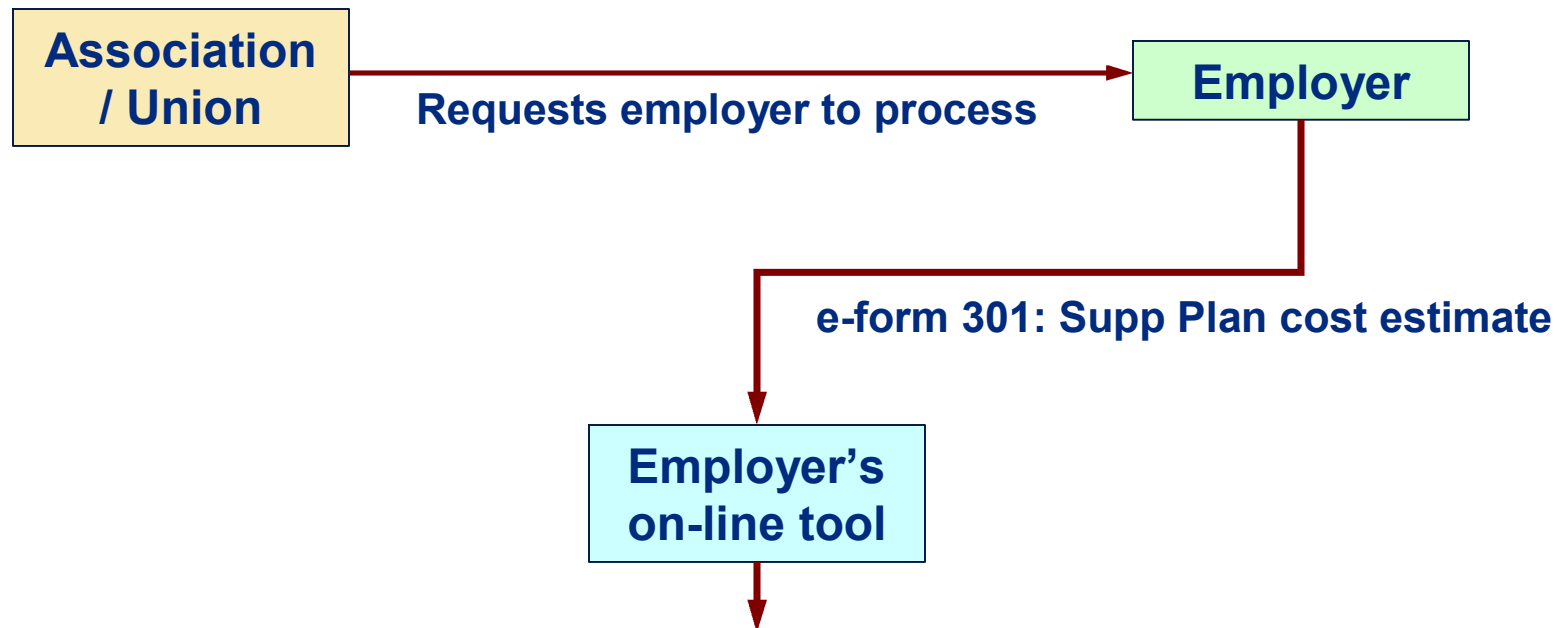 Association
/ Union
Requests employer to process
Employer
e-form 301: Supp Plan cost estimate
Employer’s
on-line tool